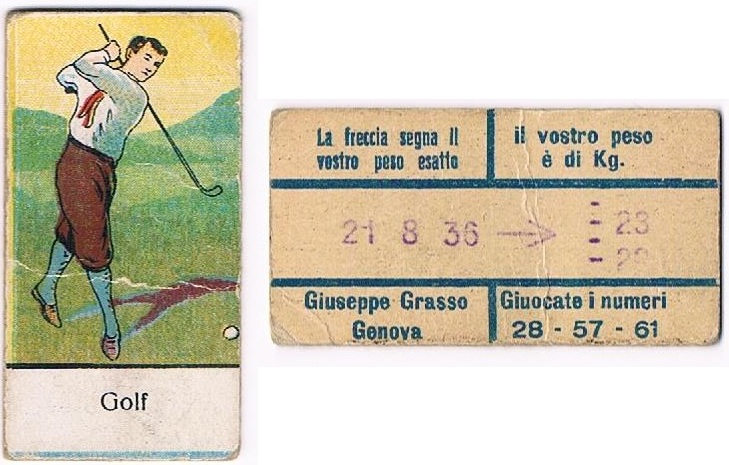 Golf
La freccia segna il
vostro peso esatto
il vostro peso
è di Kg.
21 8 36
- 23
- 29
Giuseppe Grasso
Genova
Giuocate i numeri
28 - 57 - 61